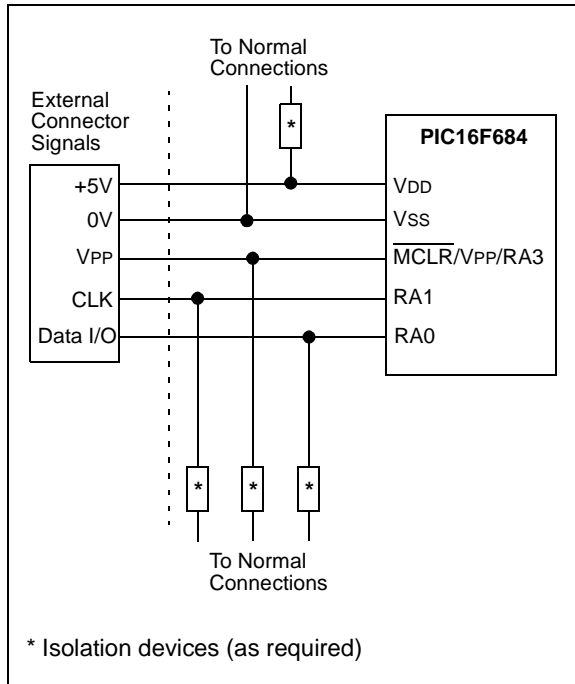 To Normal
Connections
External
Connector
Signals
*
PIC16F684
+5V
VDD
0V
VSS
VPP
MCLR/VPP/RA3
CLK
RA1
Data I/O
RA0
*
*
*
To Normal
Connections
* Isolation devices (as required)